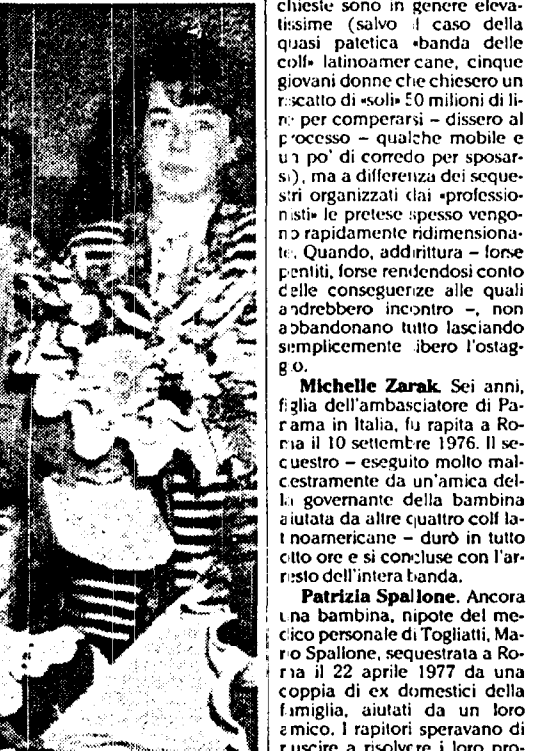 chieste sono in genere eleva-
tissime (salvo il caso della
quasi patetica «banda delle
colf» latinoamericane, cinque
giovani donne che chiesero un
riscatto di «soli» 50 milioni di li-
re per comperarsi – dissero al
processo – qualche mobile e
un po' di corredo per sposar-
si), ma a differenza dei seque-
stri organizzati dai «professio-
nisti» le pretese spesso vengo-
no rapidamente ridimensiona-
te. Quando, addirittura – forse
pentiti, forse rendendosi conto
delle conseguenze alle quali
andrebbero incontro –, non
abbandonano tutto lasciando
semplicemente libero l'ostag-
gio.
Michelle Zarak. Sei anni,
figlia dell'ambasciatore di Pa-
nama in Italia, fu rapita a Ro-
ma il 10 settembre 1976. Il se-
questro – eseguito molto mal-
destramente da un'amica del-
la governante della bambina
aiutata da altre quattro colf la-
tinoamericane – durò in tutto
otto ore e si concluse con l'ar-
resto dell'intera banda.
Patrizia Spallone. Ancora
una bambina, nipote del me-
dico personale di Togliatti, Ma-
rio Spallone, sequestrata a Ro-
ma il 22 aprile 1977 da una
coppia di ex domestici della
famiglia, aiutati da un loro
amico. I rapitori speravano di
riuscire a risolvere i loro pro-